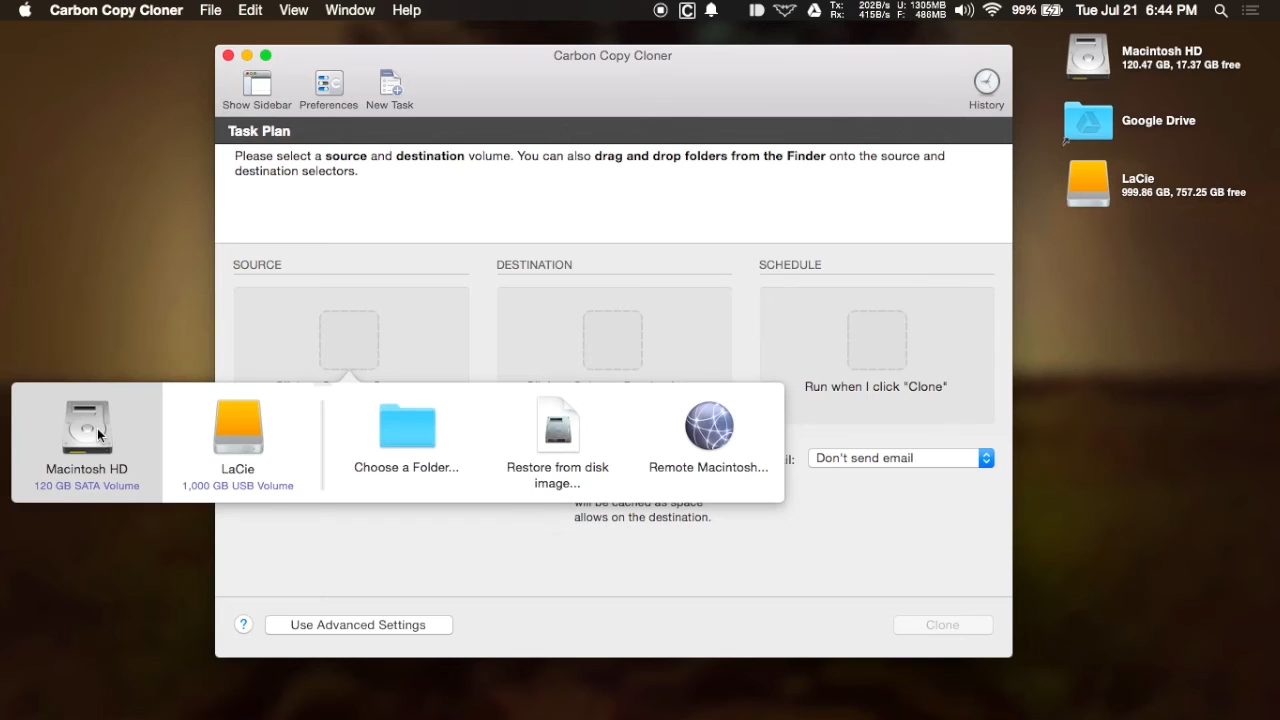 Carbon Copy Cloner File Edit View Window Help
Tx: 202B/s U: 1305MB
Rx: 415B/s F: 486MB
99% Tue Jul 21 6:44 PM
Carbon Copy Cloner
Show Sidebar Preferences New Task History
Task Plan
Please select a source and destination volume. You can also drag and drop folders from the Finder onto the source and
destination selectors.
SOURCE DESTINATION SCHEDULE
Run when I click "Clone"
Don't send email
Macintosh HD
120 GB SATA Volume
LaCie
1,000 GB USB Volume
Choose a Folder...
Restore from disk
image...
Remote Macintosh...
will be cached as space
allows on the destination.
? Use Advanced Settings Clone
Macintosh HD
120.47 GB, 17.37 GB free
Google Drive
LaCie
999.86 GB, 757.25 GB free